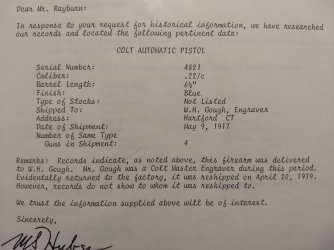 Dear Mr. Rayburn:
In response to your request for historical information, we have researched
our records and located the following pertinent data:
COLT AUTOMATIC PISTOL
Serial Number: 4821
Caliber: .22/c
Barrel Length: 6½"
Finish: Blue
Type of Stocks: Not Listed
Shipped To: W.H. Gough, Engraver
Address: Hartford CT
Date of Shipment: May 9, 1917
Number of Same Type
Guns in Shipment: 4
Remarks: Records indicate, as noted above, this firearm was delivered
to W.H. Gough. Mr. Gough was a Colt Master Engraver during this period.
Evidentally returned to the factory, it was reshipped on April 26, 1919.
However, records do not show to whom it was reshipped to.
We trust the information supplied above will be of interest.
Sincerely,